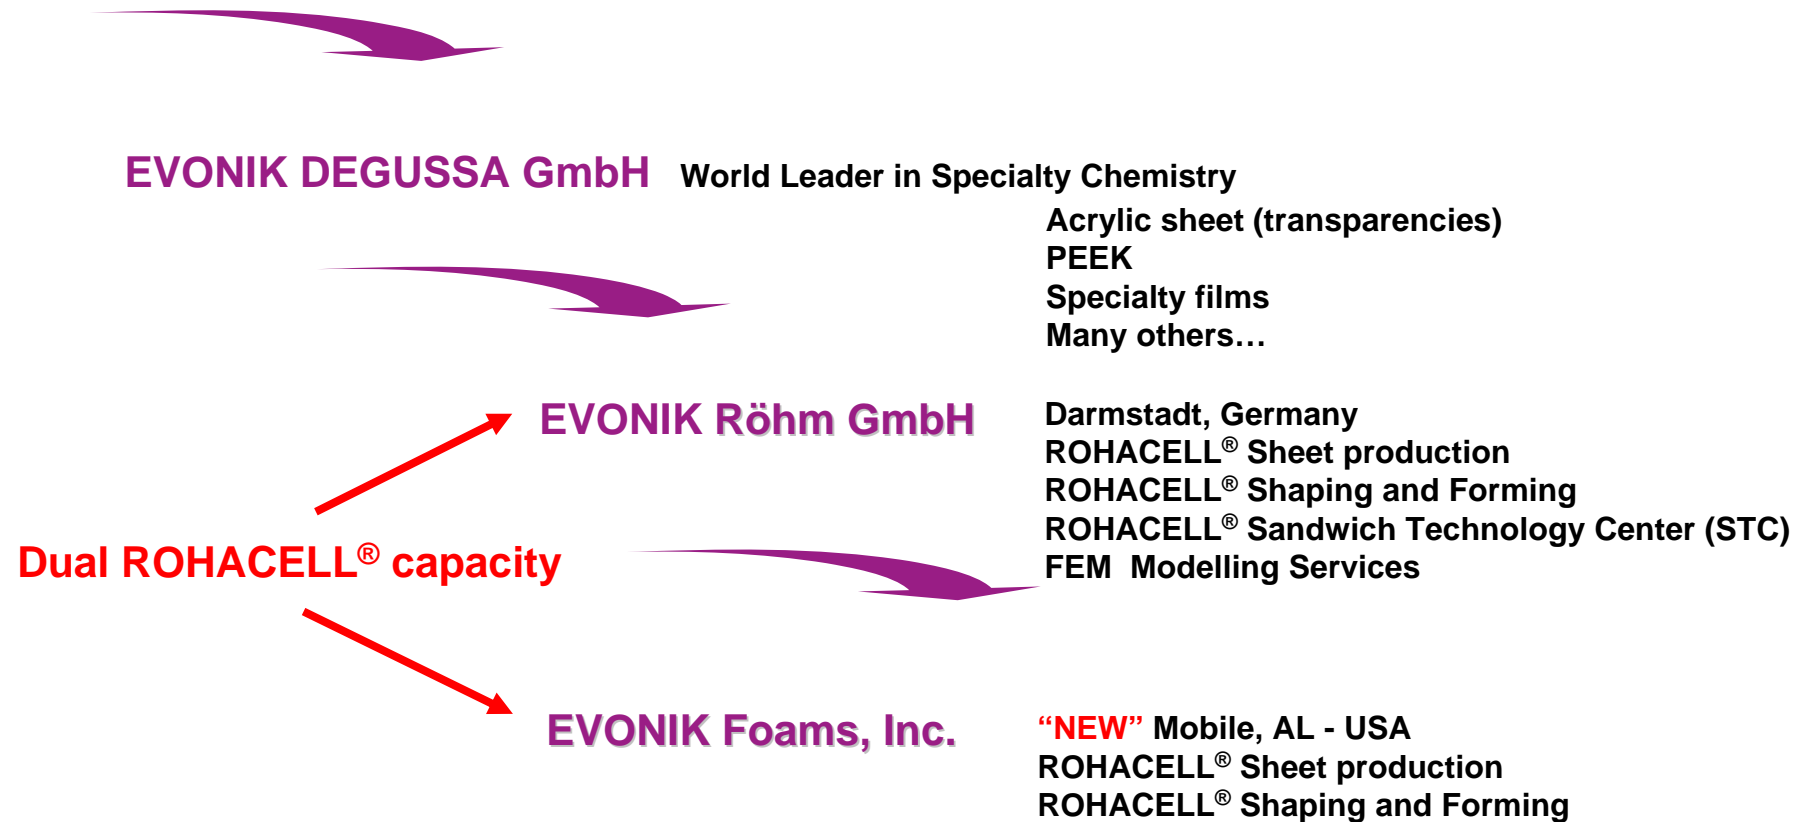 EVONIK DEGUSSA GmbH World Leader in Specialty Chemistry
Acrylic sheet (transparencies)
PEEK
Specialty films
Many others…
EVONIK Röhm GmbH
Darmstadt, Germany
ROHACELL® Sheet production
ROHACELL® Shaping and Forming
ROHACELL® Sandwich Technology Center (STC)
FEM Modelling Services
Dual ROHACELL® capacity
EVONIK Foams, Inc.
“NEW” Mobile, AL - USA
ROHACELL® Sheet production
ROHACELL® Shaping and Forming